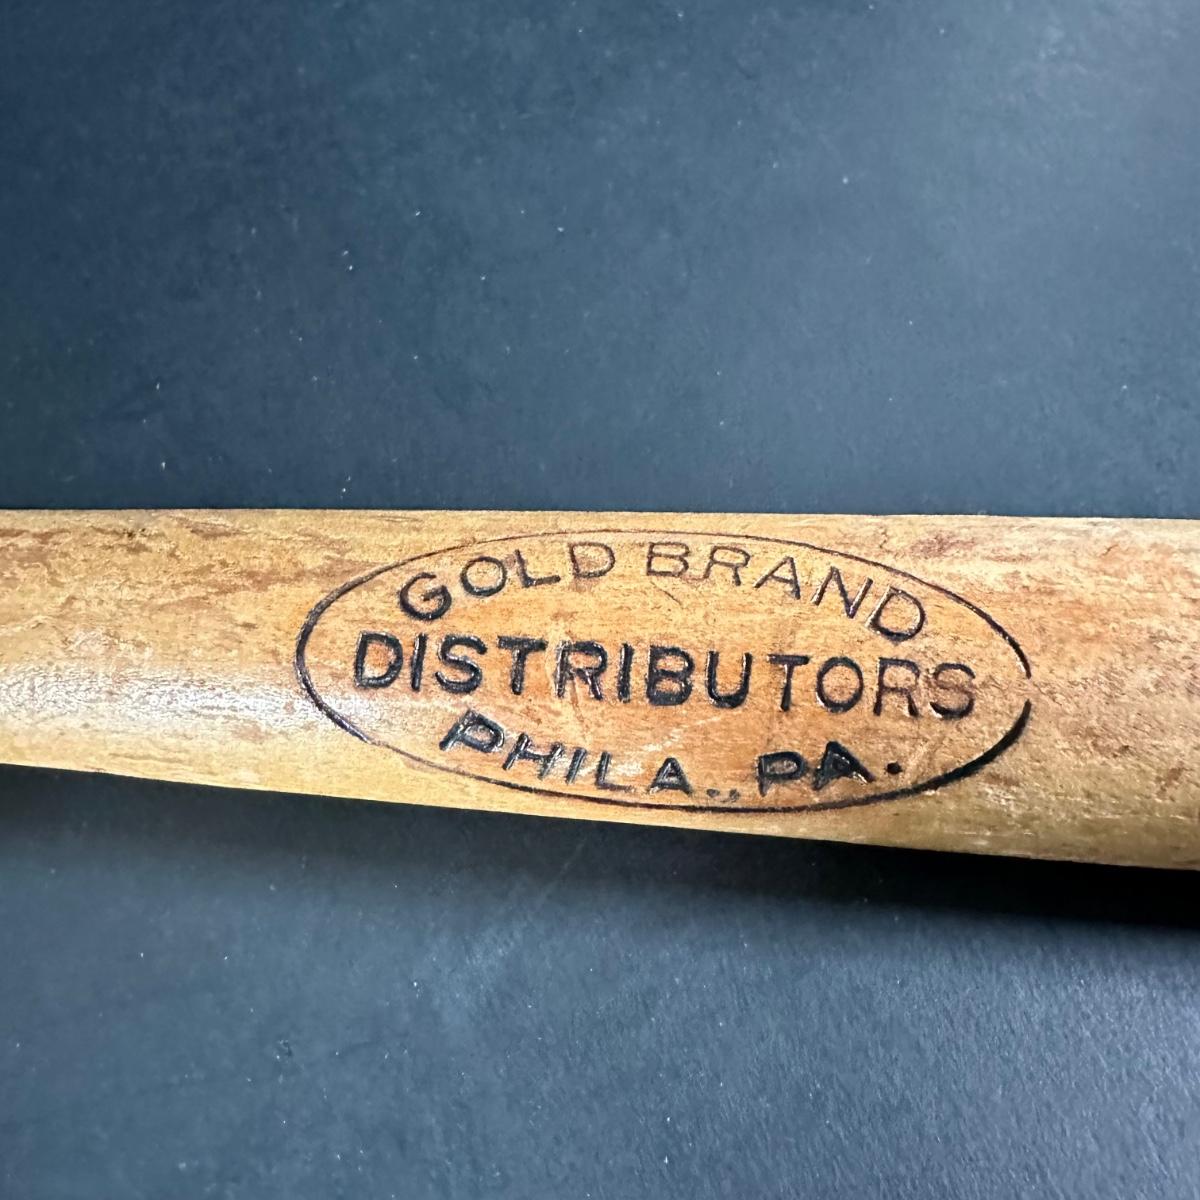 GOLD BRAND
DISTRIBUTORS
PHILA., PA.